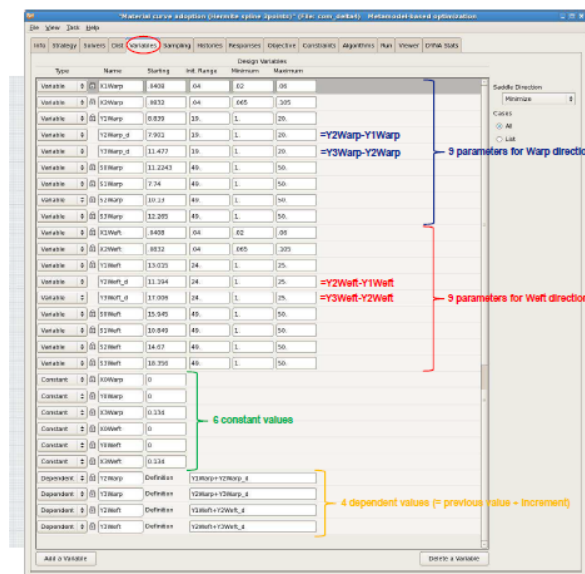 "Material curve adoption (Hermite spline 3points)" (File: com_delta8) Metamodel-based optimization
File View Task Help
Info Strategy Solvers Dist Variables Sampling Histories Responses Objective Constraints Algorithms Run Viewer DYNA Stats
Design Variables
Type Name Starting Init. Range Minimum Maximum
Variable X1Warp .8408 .04 .02 .06
Variable X2Warp .0832 .04 .065 .105
Variable Y1Warp 8.839 19. 1. 20.
Variable Y2Warp_d 7.901 19. 1. 20. =Y2Warp-Y1Warp
Variable Y3Warp_d 11.477 19. 1. 20. =Y3Warp-Y2Warp
Variable S0Warp 11.2243 49. 1. 50.
Variable S1Warp 7.74 49. 1. 50.
Variable S2Warp 10.13 49. 1. 50.
Variable S3Warp 12.265 49. 1. 50.
9 parameters for Warp direction
Variable X1Weft .8408 .04 .02 .06
Variable X2Weft .0832 .04 .065 .105
Variable Y1Weft 13.035 24. 1. 25.
Variable Y2Weft_d 11.194 24. 1. 25. =Y2Weft-Y1Weft
Variable Y3Weft_d 17.006 24. 1. 25. =Y3Weft-Y2Weft
Variable S0Weft 15.945 49. 1. 50.
Variable S1Weft 10.849 49. 1. 50.
Variable S2Weft 14.67 49. 1. 50.
Variable S3Weft 18.356 49. 1. 50.
9 parameters for Weft direction
Constant X0Warp 0
Constant Y0Warp 0
Constant X3Warp 0.134
Constant X0Weft 0
Constant Y0Weft 0
Constant X3Weft 0.134
6 constant values
Dependent Y2Warp Definition Y1Warp+Y2Warp_d
Dependent Y3Warp Definition Y2Warp+Y3Warp_d
Dependent Y2Weft Definition Y1Weft+Y2Weft_d
Dependent Y3Weft Definition Y2Weft+Y3Weft_d
4 dependent values (= previous value + increment)
Saddle Direction
Minimize
Cases
All
List
Add a Variable
Delete a Variable